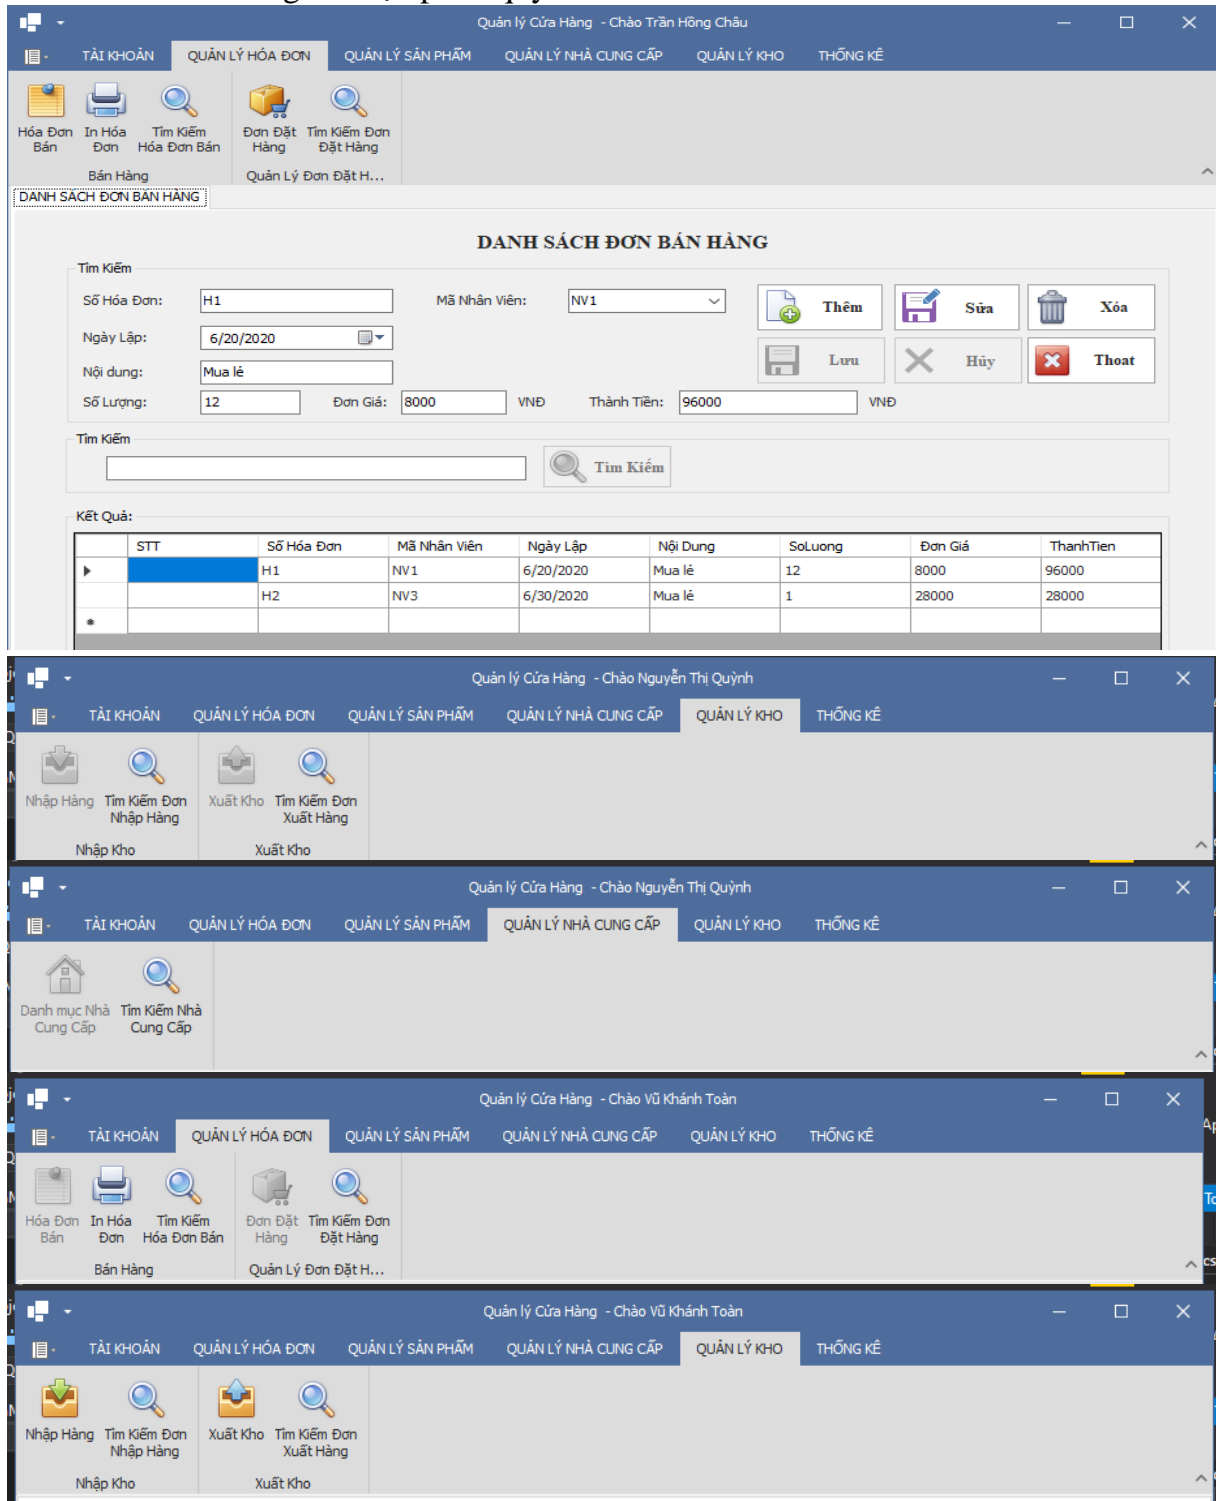 Quản lý Cửa Hàng - Chào Trần Hồng Châu
TÀI KHOẢN QUẢN LÝ HÓA ĐƠN QUẢN LÝ SẢN PHẨM QUẢN LÝ NHÀ CUNG CẤP QUẢN LÝ KHO THỐNG KÊ
Hóa Đơn In Hóa Tìm Kiếm Đơn Đặt Tìm Kiếm Đơn
Bán Đơn Hóa Đơn Bán Hàng Đặt Hàng
Bán Hàng Quản Lý Đơn Đặt H...
DANH SÁCH ĐƠN BÁN HÀNG
DANH SÁCH ĐƠN BÁN HÀNG
Tìm Kiếm
Số Hóa Đơn: H1 Mã Nhân Viên: NV1 Thêm Sửa Xóa
Ngày Lập: 6/20/2020
Nội dung: Mua lẻ Lưu Hủy Thoat
Số Lượng: 12 Đơn Giá: 8000 VNĐ Thành Tiền: 96000 VNĐ
Tìm Kiếm
Tìm Kiếm
Kết Quả:
STT Số Hóa Đơn Mã Nhân Viên Ngày Lập Nội Dung SoLuong Đơn Giá ThanhTien
H1 NV1 6/20/2020 Mua lẻ 12 8000 96000
H2 NV3 6/30/2020 Mua lẻ 1 28000 28000
Quản lý Cửa Hàng - Chào Nguyễn Thị Quỳnh
TÀI KHOẢN QUẢN LÝ HÓA ĐƠN QUẢN LÝ SẢN PHẨM QUẢN LÝ NHÀ CUNG CẤP QUẢN LÝ KHO THỐNG KÊ
Nhập Hàng Tìm Kiếm Đơn Xuất Kho Tìm Kiếm Đơn
Nhập Hàng Xuất Hàng
Nhập Kho Xuất Kho
Quản lý Cửa Hàng - Chào Nguyễn Thị Quỳnh
TÀI KHOẢN QUẢN LÝ HÓA ĐƠN QUẢN LÝ SẢN PHẨM QUẢN LÝ NHÀ CUNG CẤP QUẢN LÝ KHO THỐNG KÊ
Danh mục Nhà Tìm Kiếm Nhà
Cung Cấp Cung Cấp
Quản lý Cửa Hàng - Chào Vũ Khánh Toàn
TÀI KHOẢN QUẢN LÝ HÓA ĐƠN QUẢN LÝ SẢN PHẨM QUẢN LÝ NHÀ CUNG CẤP QUẢN LÝ KHO THỐNG KÊ
Hóa Đơn In Hóa Tìm Kiếm Đơn Đặt Tìm Kiếm Đơn
Bán Đơn Hóa Đơn Bán Hàng Đặt Hàng
Bán Hàng Quản Lý Đơn Đặt H...
Quản lý Cửa Hàng - Chào Vũ Khánh Toàn
TÀI KHOẢN QUẢN LÝ HÓA ĐƠN QUẢN LÝ SẢN PHẨM QUẢN LÝ NHÀ CUNG CẤP QUẢN LÝ KHO THỐNG KÊ
Nhập Hàng Tìm Kiếm Đơn Xuất Kho Tìm Kiếm Đơn
Nhập Hàng Xuất Hàng
Nhập Kho Xuất Kho